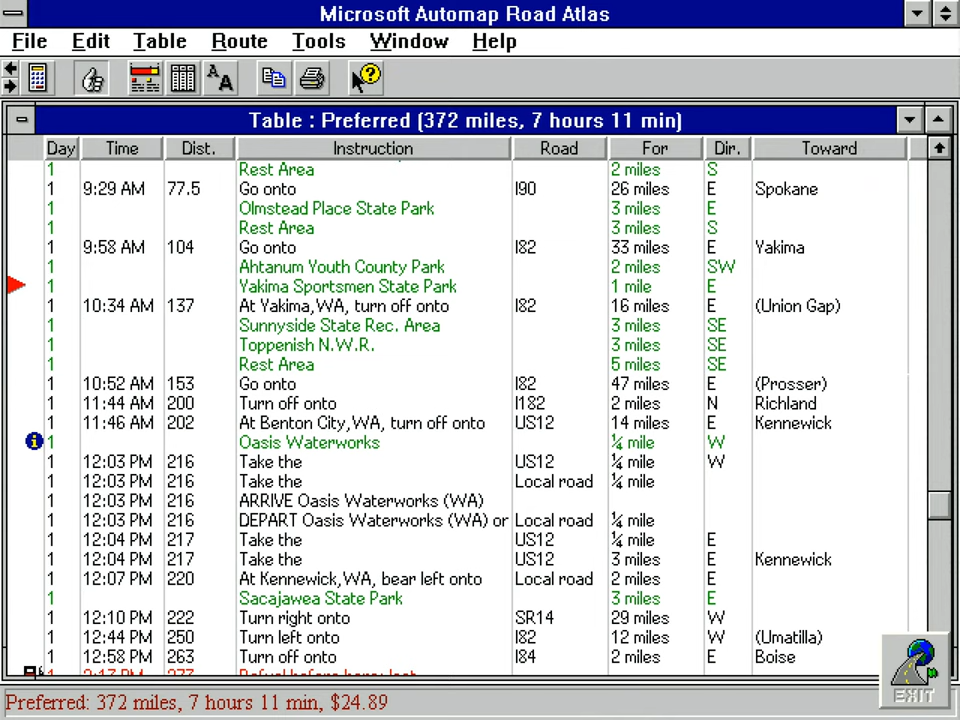 Microsoft Automap Road Atlas
File Edit Table Route Tools Window Help
Table : Preferred (372 miles, 7 hours 11 min)
Day Time Dist. Instruction Road For Dir. Toward
1 Rest Area 2 miles S
1 9:29 AM 77.5 Go onto I90 26 miles E Spokane
1 Olmstead Place State Park 3 miles E
1 Rest Area 3 miles S
1 9:58 AM 104 Go onto I82 33 miles E Yakima
1 Ahtanum Youth County Park 2 miles SW
1 Yakima Sportsmen State Park 1 mile E
1 10:34 AM 137 At Yakima,WA, turn off onto I82 16 miles E (Union Gap)
1 Sunnyside State Rec. Area 3 miles SE
1 Toppenish N.W.R. 3 miles SE
1 Rest Area 5 miles SE
1 10:52 AM 153 Go onto I82 47 miles E (Prosser)
1 11:44 AM 200 Turn off onto I182 2 miles N Richland
1 11:46 AM 202 At Benton City,WA, turn off onto US12 14 miles E Kennewick
1 Oasis Waterworks ¼ mile W
1 12:03 PM 216 Take the US12 ¼ mile W
1 12:03 PM 216 Take the Local road ¼ mile
1 12:03 PM 216 ARRIVE Oasis Waterworks (WA)
1 12:03 PM 216 DEPART Oasis Waterworks (WA) or Local road ¼ mile
1 12:04 PM 217 Take the US12 ¼ mile E
1 12:04 PM 217 Take the US12 3 miles E Kennewick
1 12:07 PM 220 At Kennewick,WA, bear left onto Local road 2 miles E
1 Sacajawea State Park 3 miles E
1 12:10 PM 222 Turn right onto SR14 29 miles W
1 12:44 PM 250 Turn left onto I82 12 miles W (Umatilla)
1 12:58 PM 263 Turn off onto I84 2 miles E Boise
EXIT
Preferred: 372 miles, 7 hours 11 min, $24.89